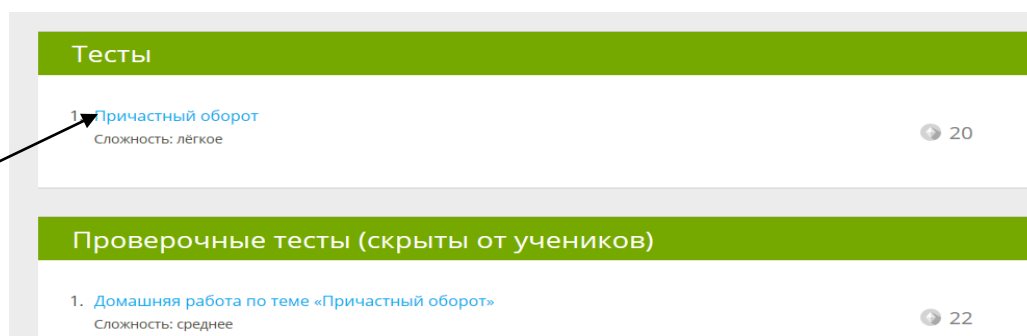 Тесты
1. Причастный оборот
Сложность: лёгкое
20
Проверочные тесты (скрыты от учеников)
1. Домашняя работа по теме «Причастный оборот»
Сложность: среднее
22